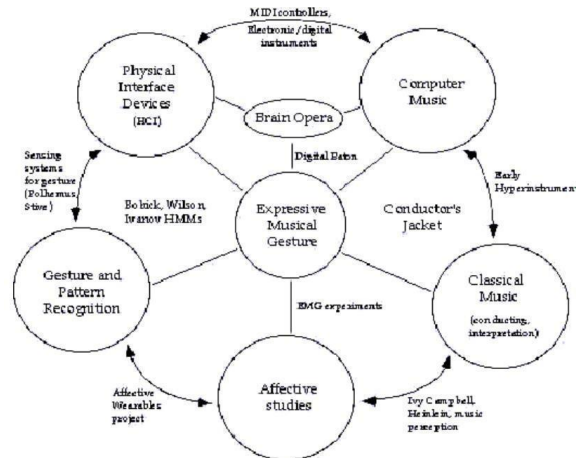 MIDI controllers,
Electronic/digital
instruments
Physical
Interface
Devices
(HCI)
Computer
Music
Brain Opera
Digital Baton
Sensing
systems
for gesture
(Polhemus,
Stive)
Early
Hyperinstrument
Bobick, Wilson,
Ivanov HMMs
Expressive
Musical
Gesture
Conductor's
Jacket
Gesture and
Pattern
Recognition
Classical
Music
(conducting,
interpretation)
EMG experiments
Affective
Wearables
project
Affective
studies
Ivy Campbell,
Heinlein, music
perception